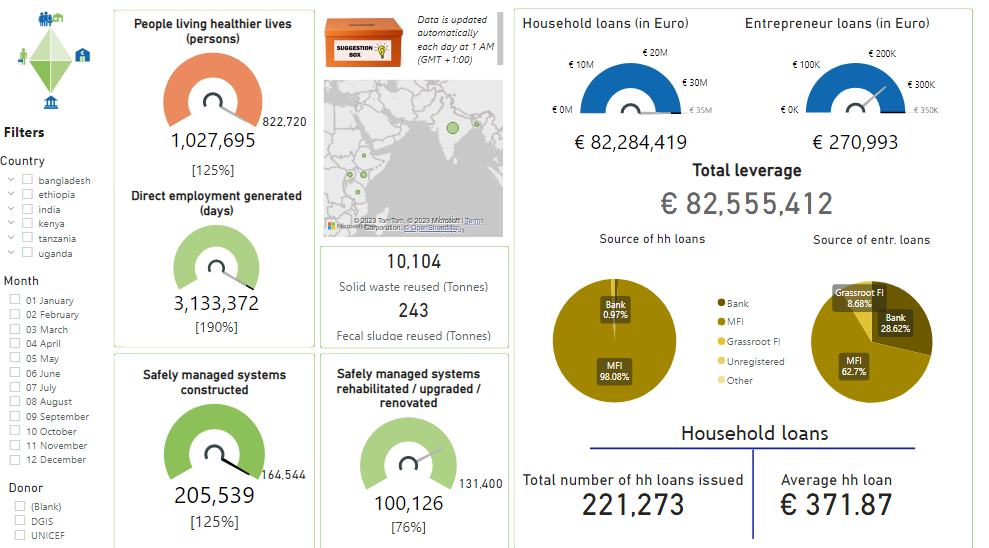 Filters
Country
bangladesh
ethiopia
india
kenya
tanzania
uganda
Month
01 January
02 February
03 March
04 April
05 May
06 June
07 July
08 August
09 September
10 October
11 November
12 December
Donor
(Blank)
DGIS
UNICEF
People living healthier lives
(persons)
822,720
1,027,695
[125%]
Direct employment generated
(days)
3,133,372
[190%]
Safely managed systems
constructed
164,544
205,539
[125%]
SUGGESTION
BOX
Data is updated
automatically
each day at 1 AM
(GMT +1:00)
© 2023 TomTom, © 2023 Microsoft Terms
Microsoft Corporation, © OpenStreetMap
10,104
Solid waste reused (Tonnes)
243
Fecal sludge reused (Tonnes)
Safely managed systems
rehabilitated / upgraded /
renovated
131,400
100,126
[76%]
Household loans (in Euro)
€ 20M
€ 10M
€ 30M
€ 0M
€ 35M
€ 82,284,419
Entrepreneur loans (in Euro)
€ 200K
€ 100K
€ 300K
€ 0K
€ 350K
€ 270,993
Total leverage
€ 82,555,412
Source of hh loans
Bank
0.97%
MFI
98.08%
Bank
MFI
Grassroot FI
Unregistered
Other
Source of entr. loans
Grassroot FI
8.68%
Bank
28.62%
MFI
62.7%
Household loans
Total number of hh loans issued
221,273
Average hh loan
€ 371.87